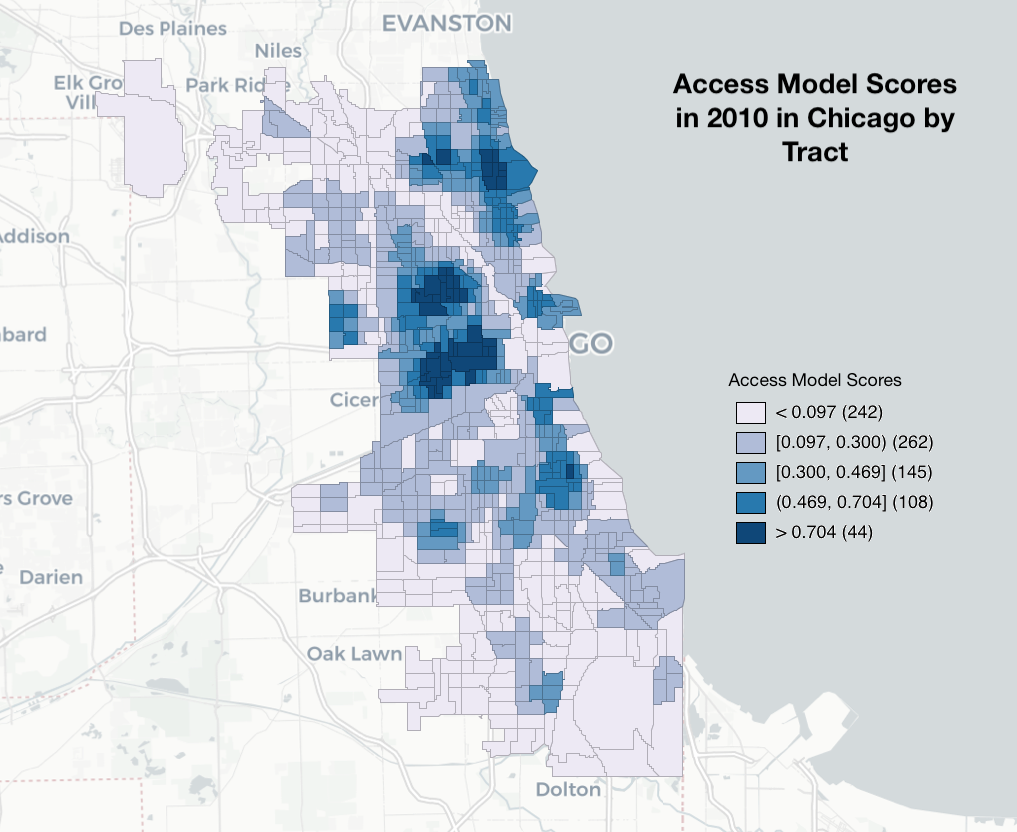 EVANSTON
Des Plaines
Niles
Elk Gro
Vill
Park Ridge
Access Model Scores
in 2010 in Chicago by
Tract
Addison
GO
bard
Access Model Scores
Cicer
< 0.097 (242)
[0.097, 0.300) (262)
[0.300, 0.469] (145)
(0.469, 0.704] (108)
> 0.704 (44)
rs Grove
Darien
Burbank
Oak Lawn
Dolton